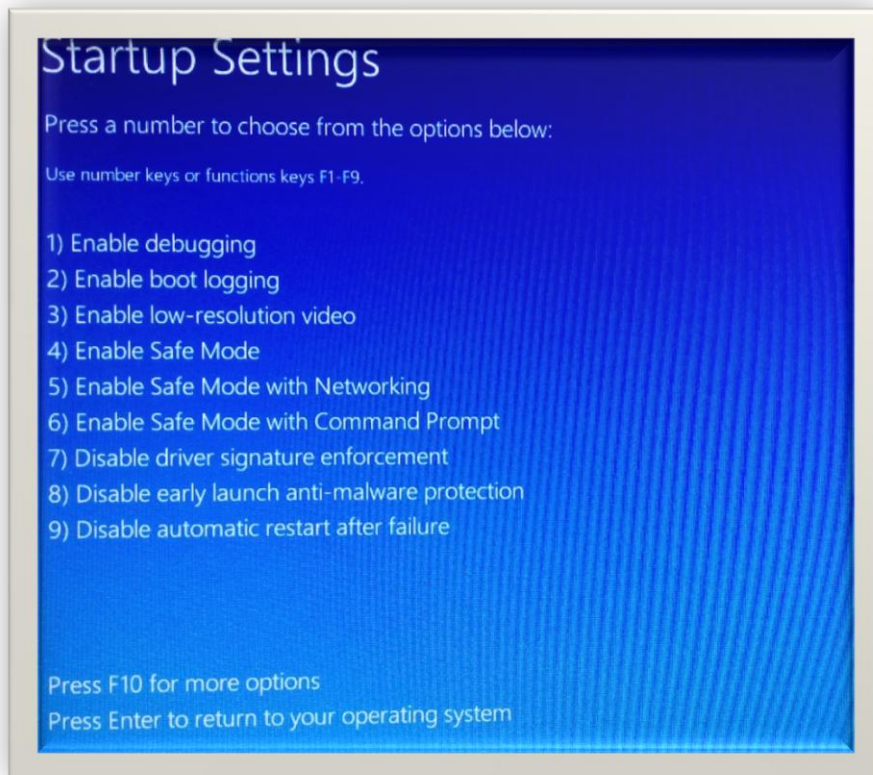 Startup Settings
Press a number to choose from the options below:
Use number keys or functions keys F1-F9.
1) Enable debugging
2) Enable boot logging
3) Enable low-resolution video
4) Enable Safe Mode
5) Enable Safe Mode with Networking
6) Enable Safe Mode with Command Prompt
7) Disable driver signature enforcement
8) Disable early launch anti-malware protection
9) Disable automatic restart after failure
Press F10 for more options
Press Enter to return to your operating system